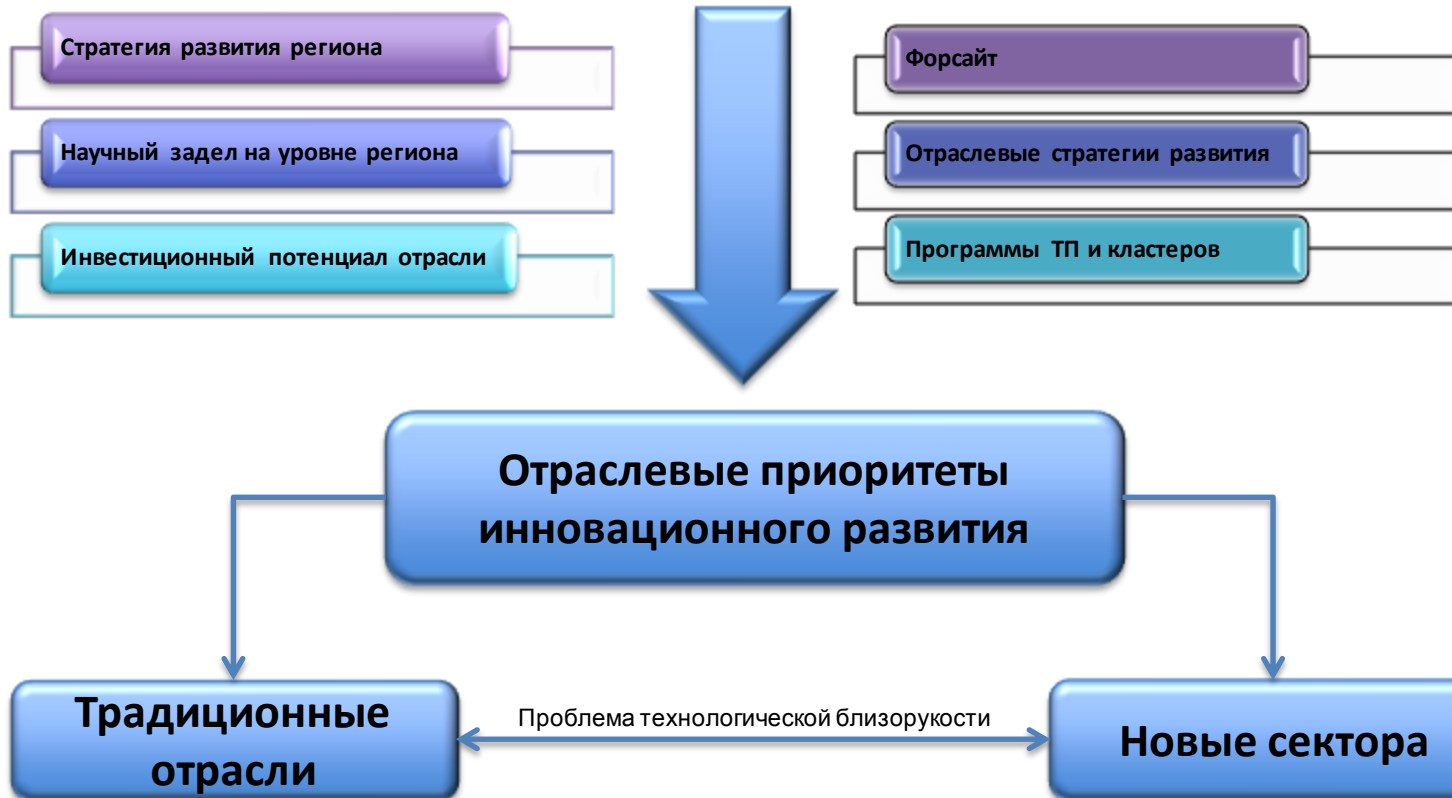 Стратегия развития региона
Научный задел на уровне региона
Инвестиционный потенциал отрасли
Форсайт
Отраслевые стратегии развития
Программы ТП и кластеров
Отраслевые приоритеты
инновационного развития
Традиционные
отрасли
Проблема технологической близорукости
Новые сектора